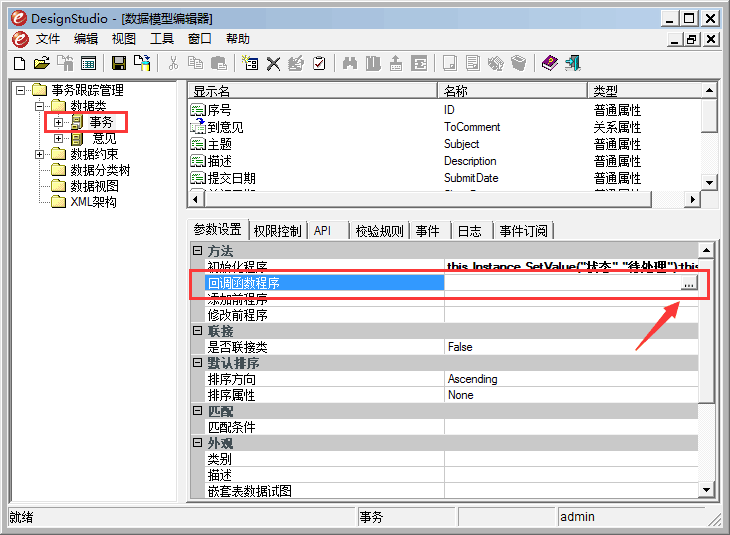 DesignStudio - [数据模型编辑器]
文件 编辑 视图 工具 窗口 帮助
事务跟踪管理
数据类
事务
意见
数据约束
数据分类树
数据视图
XML架构
显示名 名称 类型
序号 ID 普通属性
到意见 ToComment 关系属性
主题 Subject 普通属性
描述 Description 普通属性
提交日期 SubmitDate 普通属性
参数设置 权限控制 API 校验规则 事件 日志 事件订阅
方法
初始化程序 this.Instance.SetValue("状态","待处理");this
回调函数程序 ...
添加前程序
修改前程序
联接
是否联接类 False
默认排序
排序方向 Ascending
排序属性 None
匹配
匹配条件
外观
类别
描述
嵌套表数据试图
就绪 事务 admin